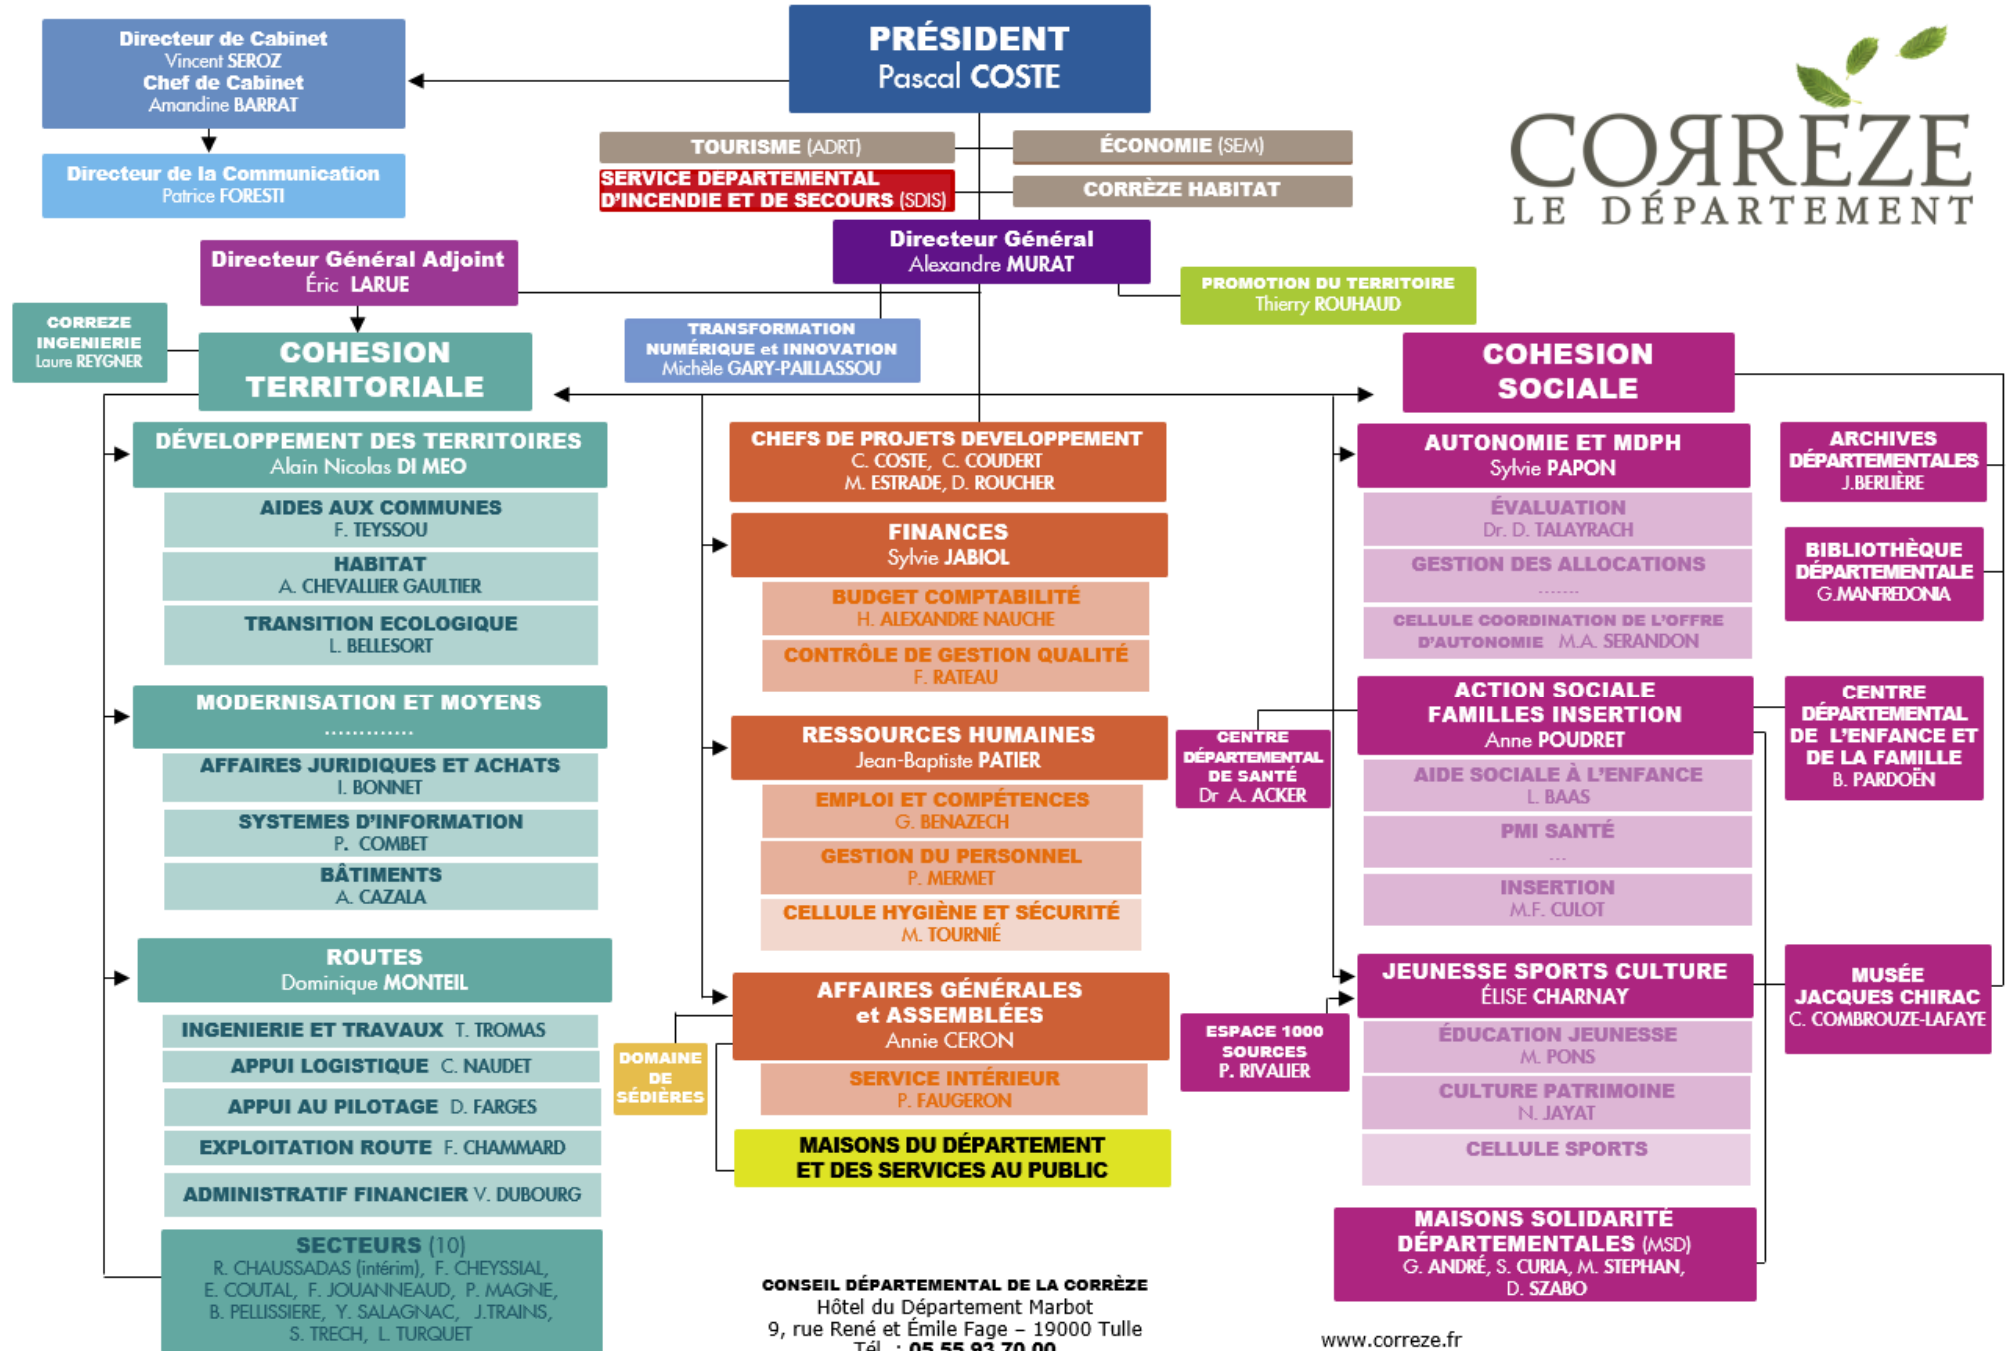 Directeur de Cabinet
Vincent SEROZ
Chef de Cabinet
Amandine BARRAT
Directeur de la Communication
Patrice FORESTI
PRÉSIDENT
Pascal COSTE
CORRÈZE
LE DÉPARTEMENT
TOURISME (ADRT)
ÉCONOMIE (SEM)
SERVICE DEPARTEMENTAL
D'INCENDIE ET DE SECOURS (SDIS)
CORRÈZE HABITAT
Directeur Général
Alexandre MURAT
Directeur Général Adjoint
Éric LARUE
PROMOTION DU TERRITOIRE
Thierry ROUHAUD
CORREZE
INGENIERIE
Laure REYGNER
COHESION
TERRITORIALE
TRANSFORMATION
NUMÉRIQUE et INNOVATION
Michèle GARY-PAILLASSOU
COHESION
SOCIALE
DÉVELOPPEMENT DES TERRITOIRES
Alain Nicolas DI MEO
AIDES AUX COMMUNES
F. TEYSSOU
HABITAT
A. CHEVALLIER GAULTIER
TRANSITION ECOLOGIQUE
L. BELLESORT
MODERNISATION ET MOYENS
.............
AFFAIRES JURIDIQUES ET ACHATS
I. BONNET
SYSTEMES D'INFORMATION
P. COMBET
BÂTIMENTS
A. CAZALA
ROUTES
Dominique MONTEIL
INGENIERIE ET TRAVAUX T. TROMAS
APPUI LOGISTIQUE C. NAUDET
APPUI AU PILOTAGE D. FARGES
EXPLOITATION ROUTE F. CHAMMARD
ADMINISTRATIF FINANCIER V. DUBOURG
SECTEURS (10)
R. CHAUSSADAS (intérim), F. CHEYSSIAL,
E. COUTAL, F. JOUANNEAUD, P. MAGNE,
B. PELLISSIERE, Y. SALAGNAC, J.TRAINS,
S. TRECH, L. TURQUET
CHEFS DE PROJETS DEVELOPPEMENT
C. COSTE, C. COUDERT
M. ESTRADE, D. ROUCHER
FINANCES
Sylvie JABIOL
BUDGET COMPTABILITÉ
H. ALEXANDRE NAUCHE
CONTRÔLE DE GESTION QUALITÉ
F. RATEAU
RESSOURCES HUMAINES
Jean-Baptiste PATIER
EMPLOI ET COMPÉTENCES
G. BENAZECH
GESTION DU PERSONNEL
P. MERMET
CELLULE HYGIÈNE ET SÉCURITÉ
M. TOURNIÉ
AFFAIRES GÉNÉRALES
et ASSEMBLÉES
Annie CERON
DOMAINE
DE
SÉDIÈRES
SERVICE INTÉRIEUR
P. FAUGERON
MAISONS DU DÉPARTEMENT
ET DES SERVICES AU PUBLIC
AUTONOMIE ET MDPH
Sylvie PAPON
ÉVALUATION
Dr. D. TALAYRACH
GESTION DES ALLOCATIONS
.......
CELLULE COORDINATION DE L'OFFRE
D'AUTONOMIE M.A. SERANDON
ACTION SOCIALE
FAMILLES INSERTION
Anne POUDRET
CENTRE
DÉPARTEMENTAL
DE SANTÉ
Dr A. ACKER
AIDE SOCIALE À L'ENFANCE
L. BAAS
PMI SANTÉ
...
INSERTION
M.F. CULOT
JEUNESSE SPORTS CULTURE
ÉLISE CHARNAY
ESPACE 1000
SOURCES
P. RIVALIER
ÉDUCATION JEUNESSE
M. PONS
CULTURE PATRIMOINE
N. JAYAT
CELLULE SPORTS
MAISONS SOLIDARITÉ
DÉPARTEMENTALES (MSD)
G. ANDRÉ, S. CURIA, M. STEPHAN,
D. SZABO
ARCHIVES
DÉPARTEMENTALES
J.BERLIÈRE
BIBLIOTHÈQUE
DÉPARTEMENTALE
G.MANFREDONIA
CENTRE
DÉPARTEMENTAL
DE L'ENFANCE ET
DE LA FAMILLE
B. PARDOËN
MUSÉE
JACQUES CHIRAC
C. COMBROUZE-LAFAYE
CONSEIL DÉPARTEMENTAL DE LA CORRÈZE
Hôtel du Département Marbot
9, rue René et Émile Fage – 19000 Tulle
Tél. : 05 55 93 70 00
www.correze.fr